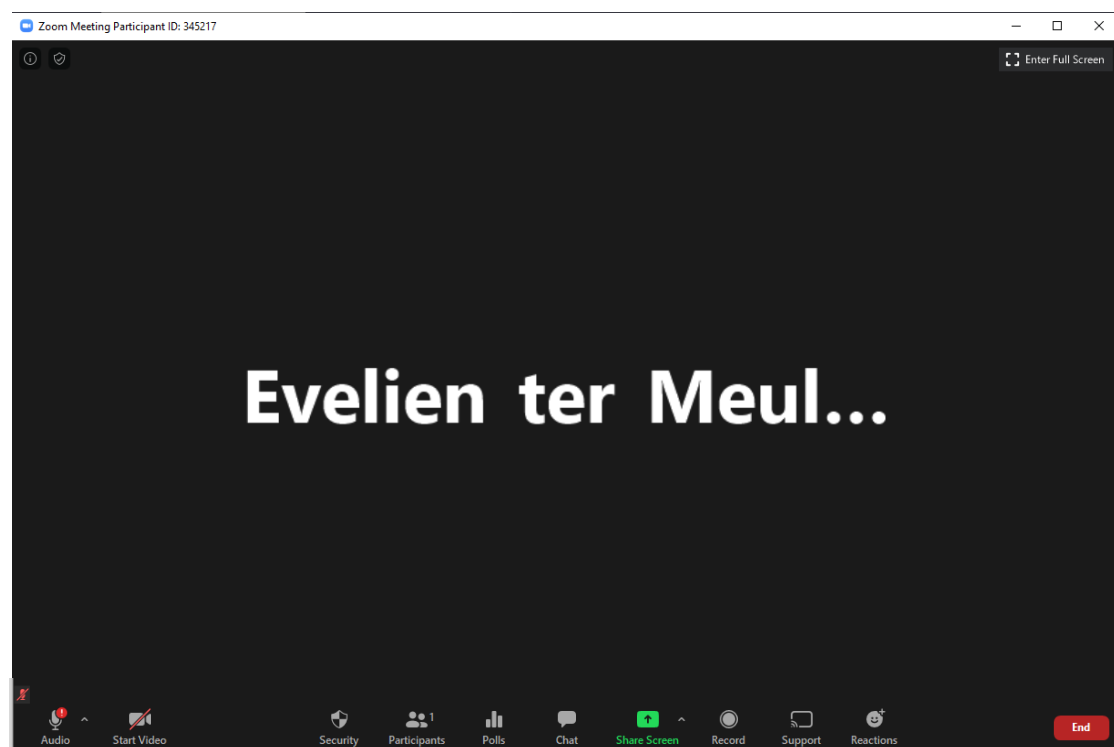 Zoom Meeting Participant ID: 345217
Enter Full Screen
Evelien ter Meul...
1
Audio Start Video Security Participants Polls Chat Share Screen Record Support Reactions End